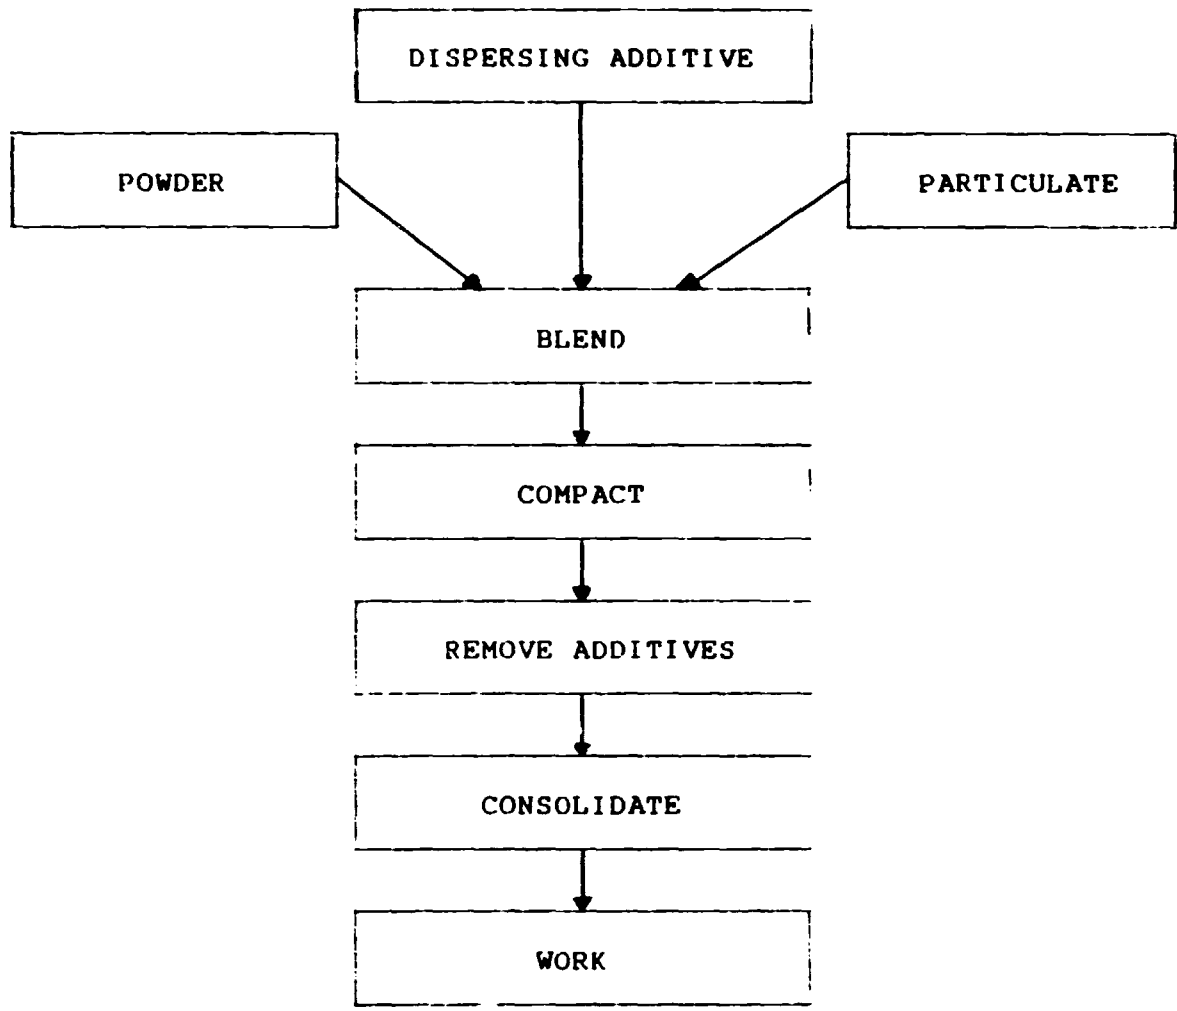 DISPERSING ADDITIVE
POWDER
PARTICULATE
BLEND
COMPACT
REMOVE ADDITIVES
CONSOLIDATE
WORK